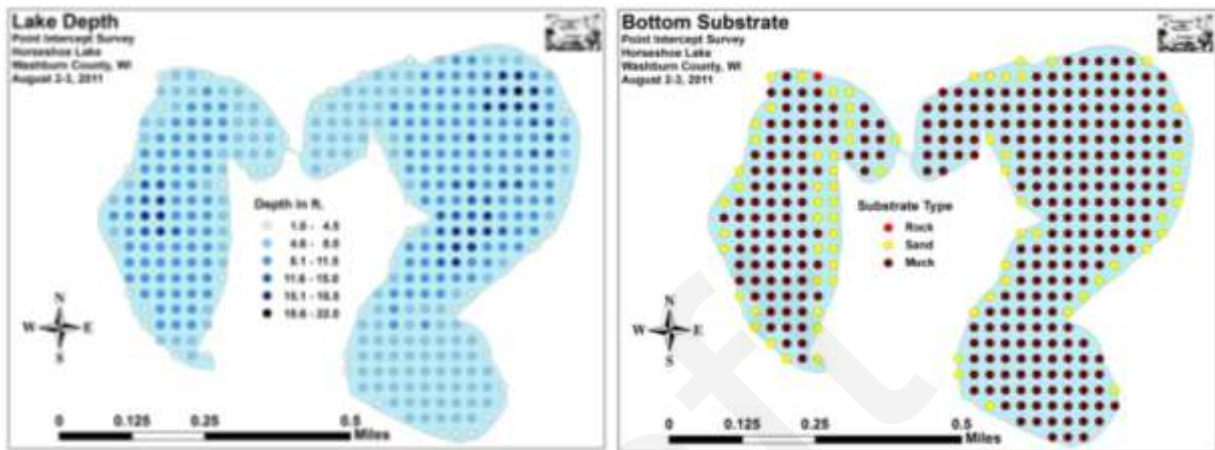 Lake Depth
Point Intercept Survey
Horseshoe Lake
Washburn County, WI
August 2-3, 2011
Depth in ft.
1.0 - 4.5
4.6 - 8.0
8.1 - 11.5
11.6 - 15.0
15.1 - 18.5
18.6 - 22.0
N
W E
S
0 0.125 0.25 0.5
Miles
Bottom Substrate
Point Intercept Survey
Horseshoe Lake
Washburn County, WI
August 2-3, 2011
Substrate Type
Rock
Sand
Muck
N
W E
S
0 0.125 0.25 0.5
Miles